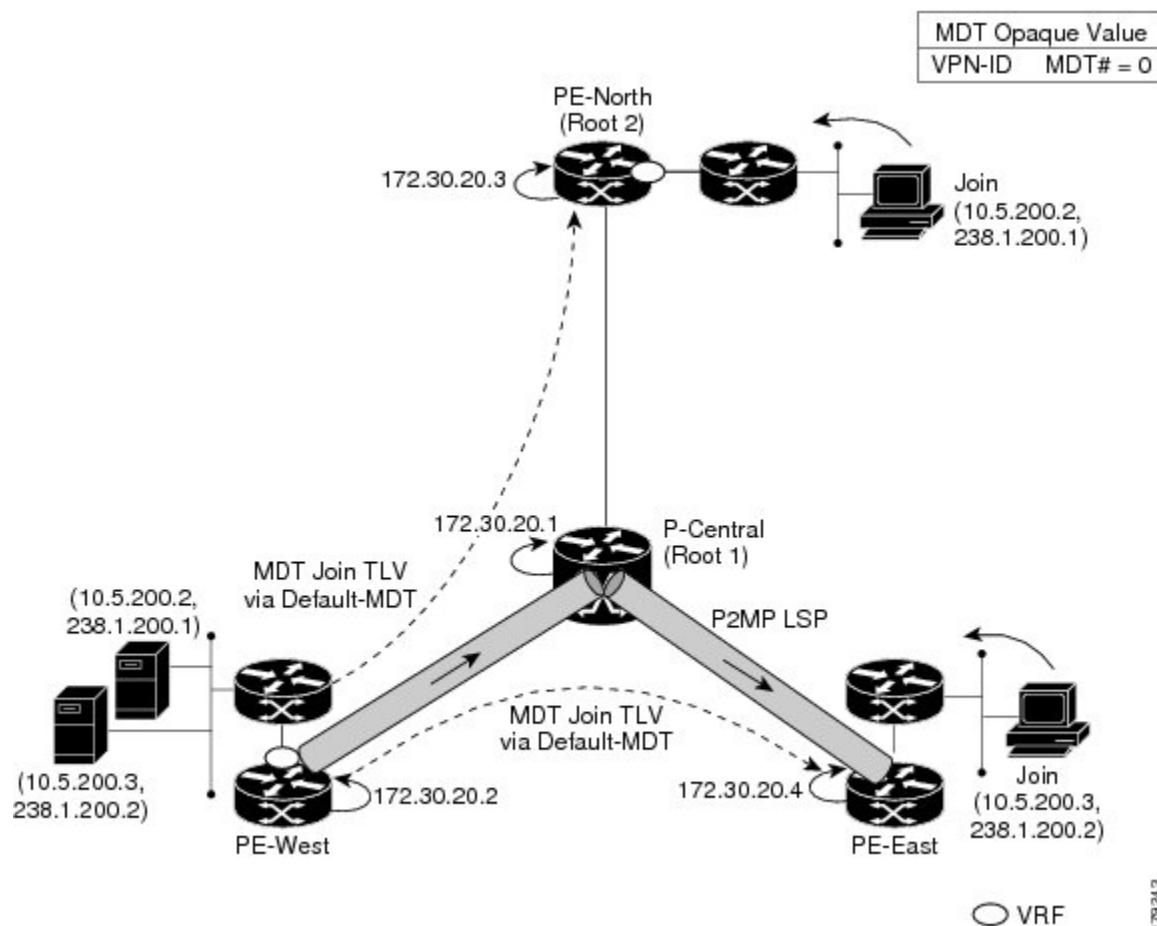 MDT Opaque Value
VPN-ID MDT# = 0
PE-North
(Root 2)
172.30.20.3
Join
(10.5.200.2,
238.1.200.1)
172.30.20.1
P-Central
(Root 1)
MDT Join TLV
via Default-MDT
(10.5.200.2,
238.1.200.1)
P2MP LSP
MDT Join TLV
via Default-MDT
(10.5.200.3,
238.1.200.2)
172.30.20.2
PE-West
172.30.20.4
PE-East
Join
(10.5.200.3,
238.1.200.2)
VRF